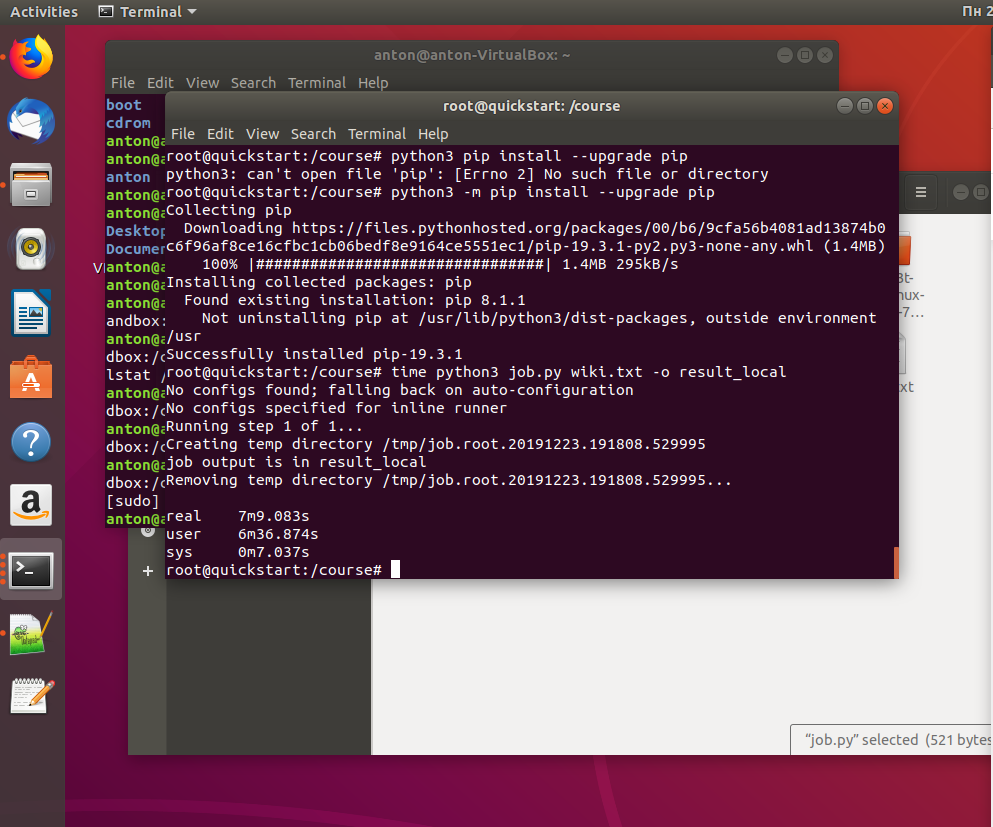 Activities Terminal Пн 2
anton@anton-VirtualBox: ~
File Edit View Search Terminal Help
boot
cdrom
anton@a
anton@a
anton
anton@a
anton@a
Desktop
Documen
anton@a
anton@a
anton@a
andbox:
anton@a
dbox:/c
lstat /
anton@a
dbox:/c
anton@a
dbox:/c
anton@a
dbox:/c
[sudo]
anton@a
root@quickstart: /course
File Edit View Search Terminal Help
root@quickstart:/course# python3 pip install --upgrade pip
python3: can't open file 'pip': [Errno 2] No such file or directory
root@quickstart:/course# python3 -m pip install --upgrade pip
Collecting pip
Downloading https://files.pythonhosted.org/packages/00/b6/9cfa56b4081ad13874b0
c6f96af8ce16cfbc1cb06bedf8e9164ce5551ec1/pip-19.3.1-py2.py3-none-any.whl (1.4MB)
100% |################################| 1.4MB 295kB/s
Installing collected packages: pip
Found existing installation: pip 8.1.1
Not uninstalling pip at /usr/lib/python3/dist-packages, outside environment
/usr
Successfully installed pip-19.3.1
root@quickstart:/course# time python3 job.py wiki.txt -o result_local
No configs found; falling back on auto-configuration
No configs specified for inline runner
Running step 1 of 1...
Creating temp directory /tmp/job.root.20191223.191808.529995
job output is in result_local
Removing temp directory /tmp/job.root.20191223.191808.529995...
real 7m9.083s
user 6m36.874s
sys 0m7.037s
root@quickstart:/course#
nux-
-7...
xt
“job.py” selected (521 bytes